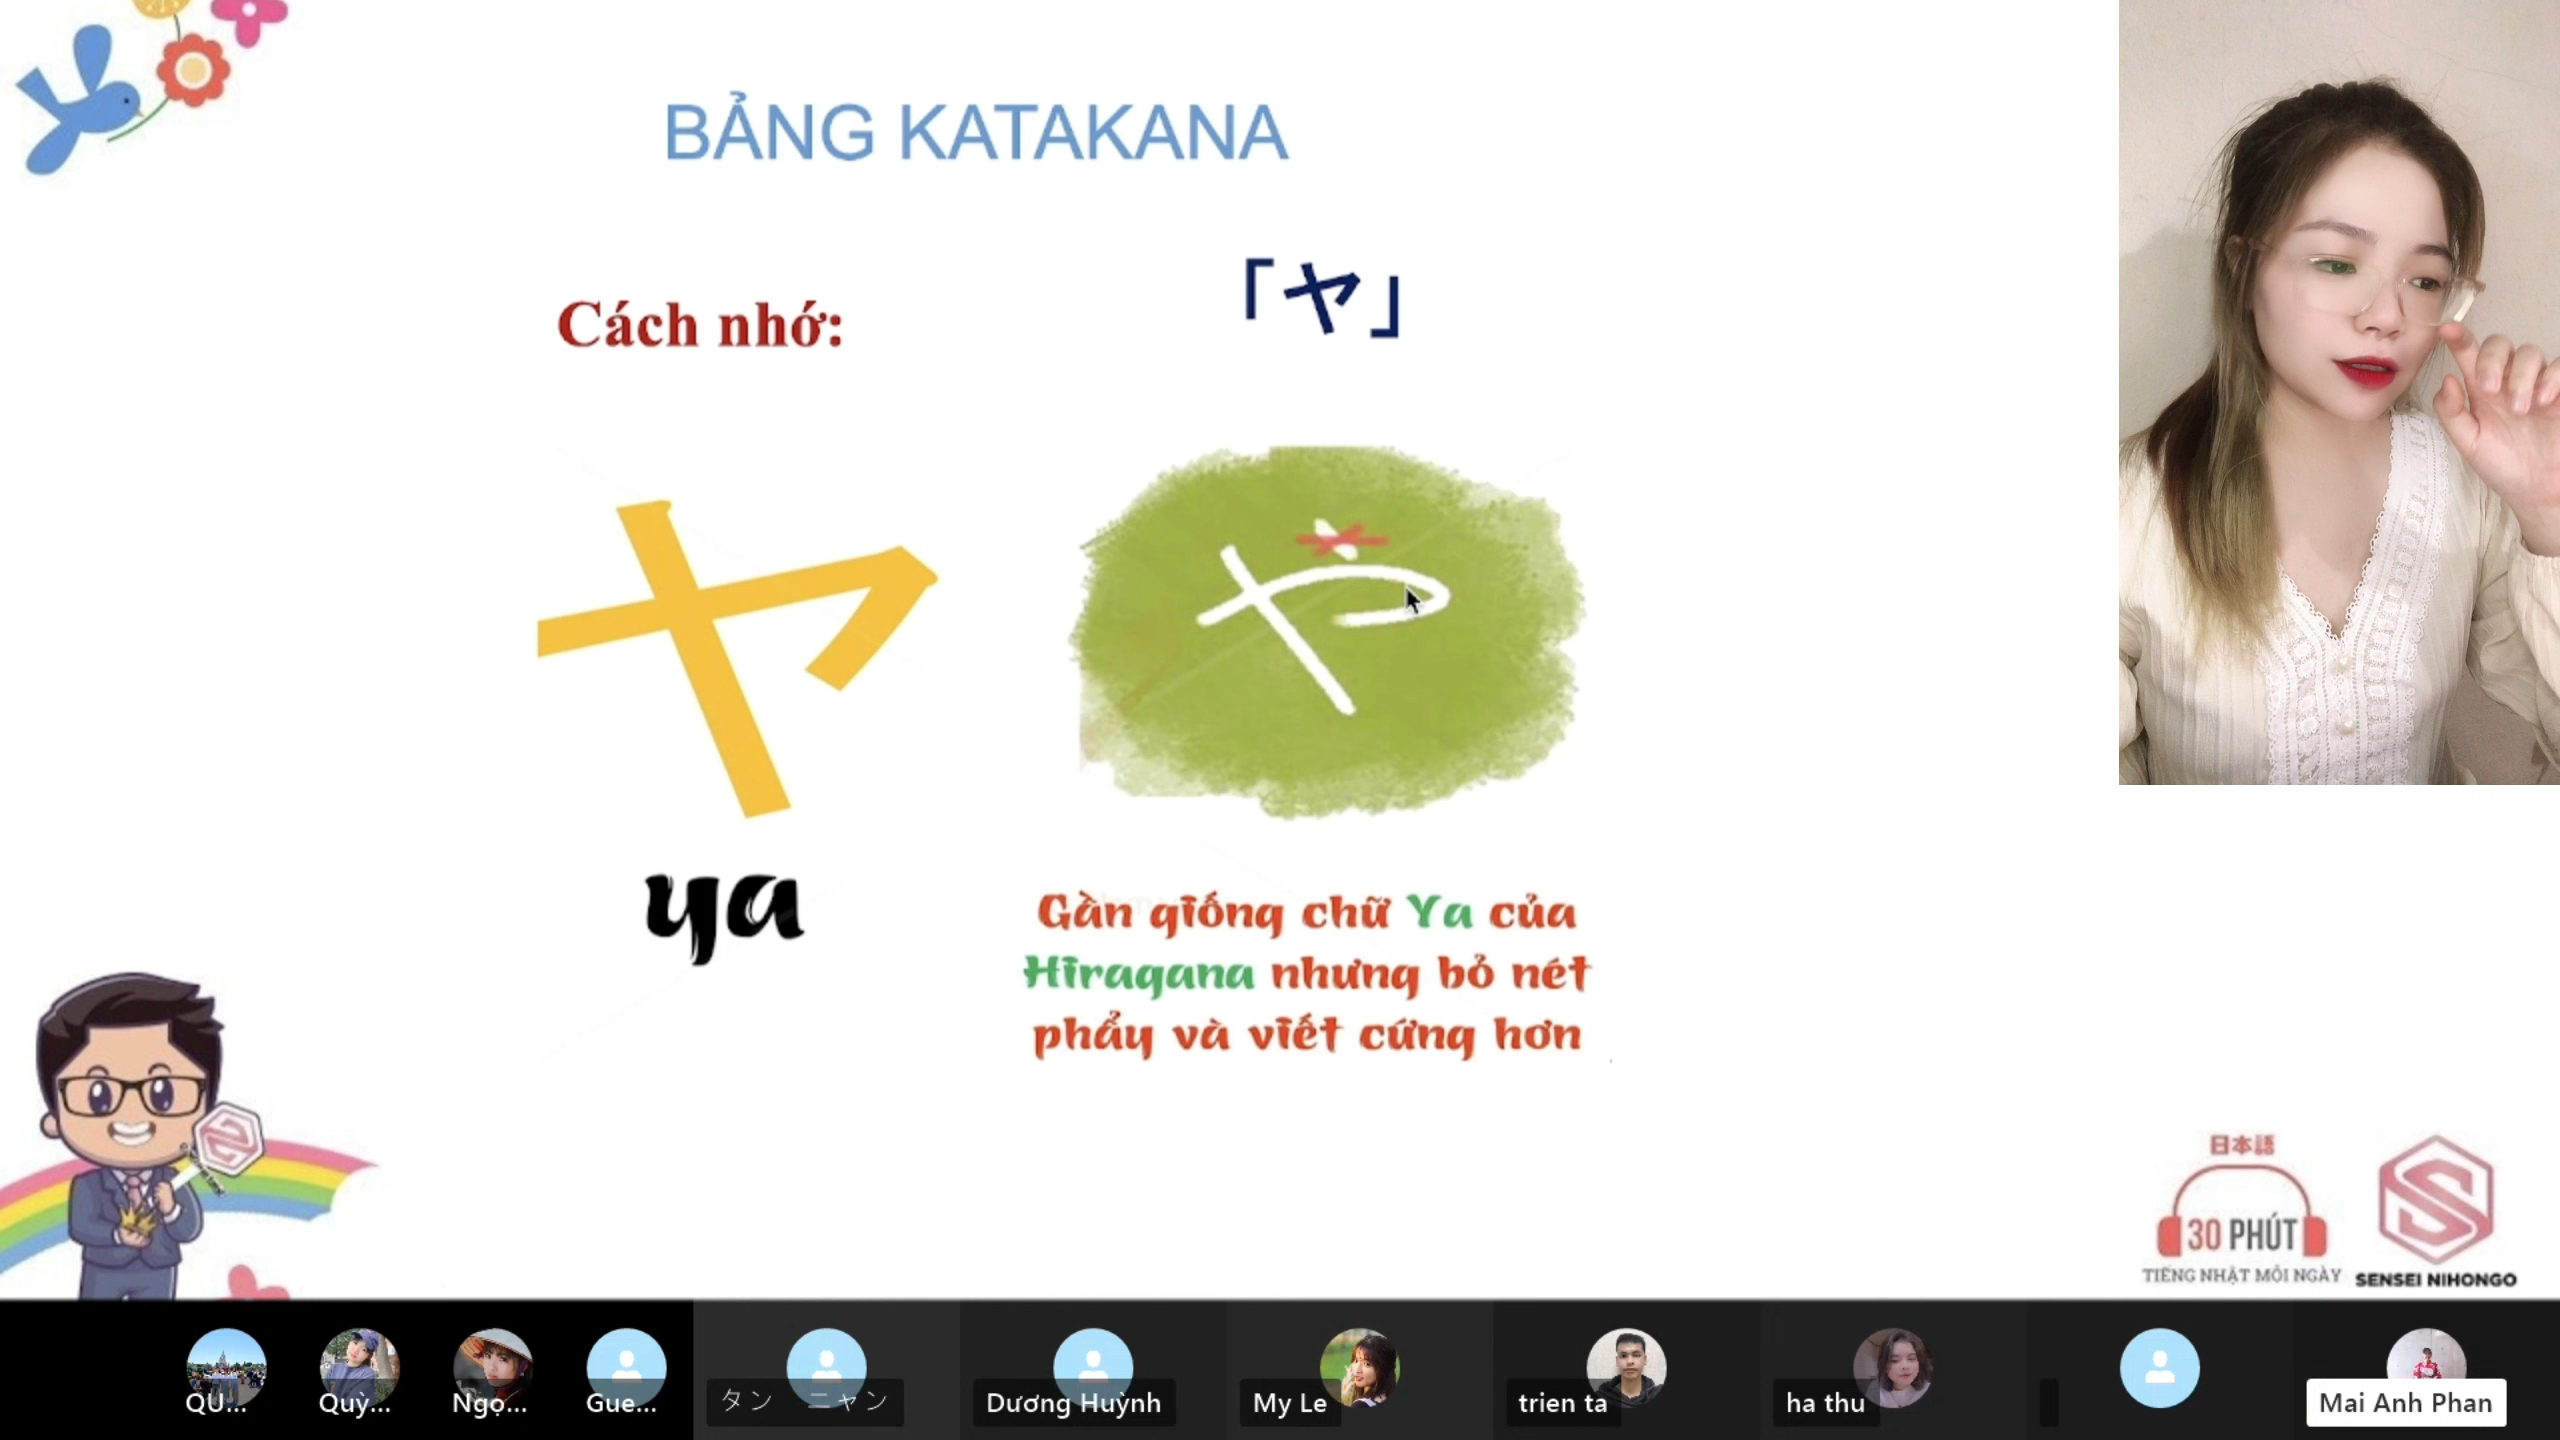 BẢNG KATAKANA
Cách nhớ:
「ヤ」
ヤ
や
ya
Gần giống chữ Ya của
Hiragana nhưng bỏ nét
phẩy và viết cứng hơn
日本語
30 PHÚT
TIẾNG NHẬT MỖI NGÀY
SENSEI NIHONGO
QU...
Quỳ...
Ngọ...
Gue...
タン ニャン
Dương Huỳnh
My Le
trien ta
ha thu
Mai Anh Phan